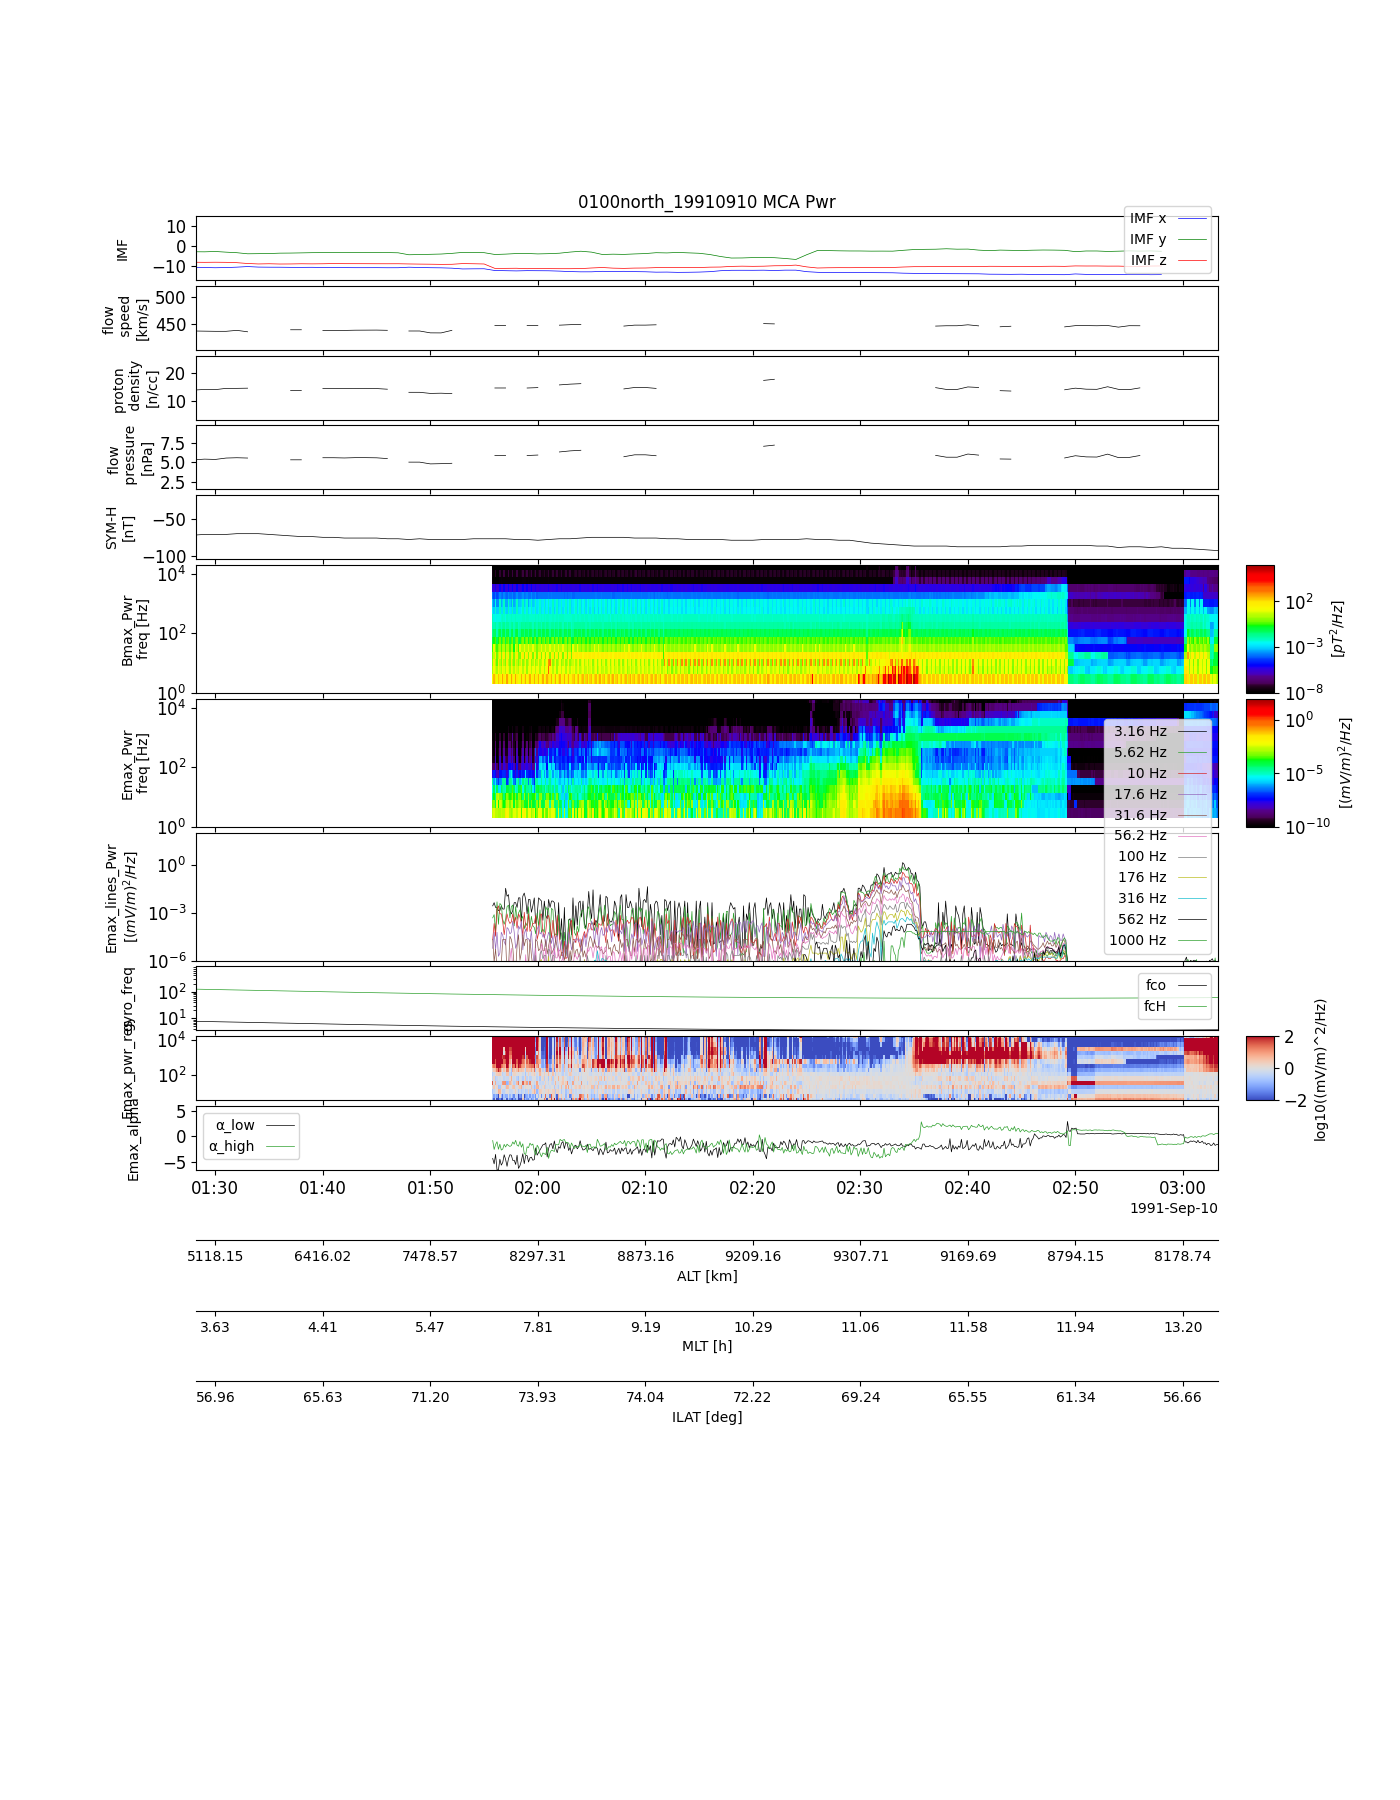 0100north_19910910 MCA Pwr
IMF
10
0
−10
IMF x
IMF y
IMF z
flow
speed
[km/s]
500
450
proton
density
[n/cc]
20
10
flow
pressure
[nPa]
7.5
5.0
2.5
SYM-H
[nT]
−50
−100
Bmax_Pwr
freq [Hz]
10^4
10^2
10^0
10^2
10^−3
10^−8
[pT^2/Hz]
Emax_Pwr
freq [Hz]
10^4
10^2
10^0
10^0
10^−5
10^−10
[(mV/m)^2/Hz]
3.16 Hz
5.62 Hz
10 Hz
17.6 Hz
31.6 Hz
56.2 Hz
100 Hz
176 Hz
316 Hz
562 Hz
1000 Hz
Emax_lines_Pwr
[(mV/m)^2/Hz]
10^0
10^−3
10^−6
gyro_freq
10^2
10^1
fco
fcH
Emax_pwr_reg
10^4
10^2
2
0
−2
log10((mV/m)^2/Hz)
Emax_alpha
5
0
−5
α_low
α_high
01:30 01:40 01:50 02:00 02:10 02:20 02:30 02:40 02:50 03:00
1991-Sep-10
5118.15 6416.02 7478.57 8297.31 8873.16 9209.16 9307.71 9169.69 8794.15 8178.74
ALT [km]
3.63 4.41 5.47 7.81 9.19 10.29 11.06 11.58 11.94 13.20
MLT [h]
56.96 65.63 71.20 73.93 74.04 72.22 69.24 65.55 61.34 56.66
ILAT [deg]